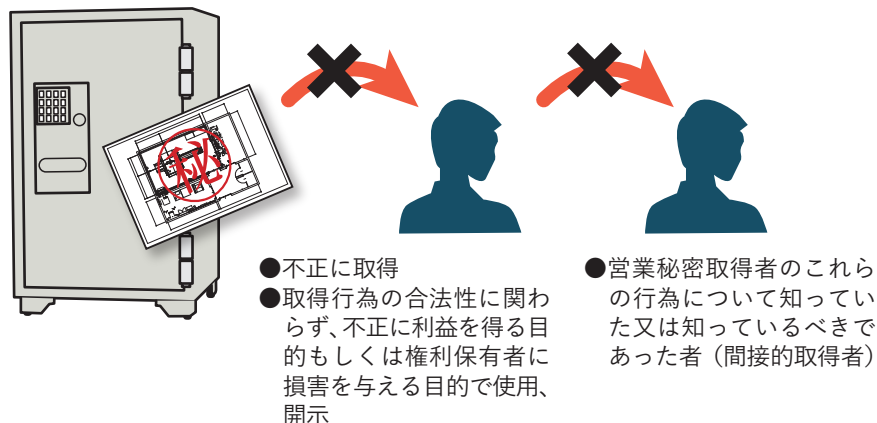 秘
●不正に取得
●取得行為の合法性に関わ
らず、不正に利益を得る目
的もしくは権利保有者に
損害を与える目的で使用、
開示
●営業秘密取得者のこれら
の行為について知ってい
た又は知っているべきで
あった者（間接的取得者）